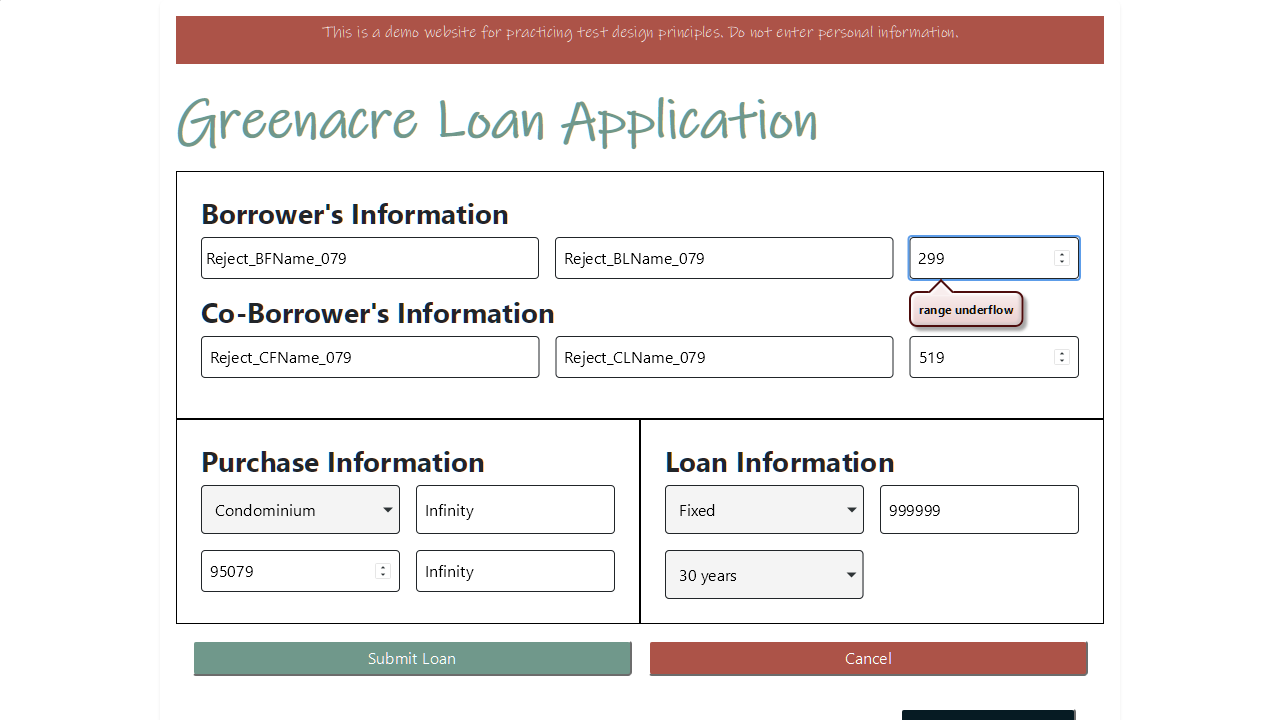 This is a demo website for practicing test design principles. Do not enter personal information.
Greenacre Loan Application
Borrower's Information
Reject_BFName_079 Reject_BLName_079 299
range underflow
Co-Borrower's Information
Reject_CFName_079 Reject_CLName_079 519
Purchase Information
Condominium Infinity
95079 Infinity
Loan Information
Fixed 999999
30 years
Submit Loan Cancel